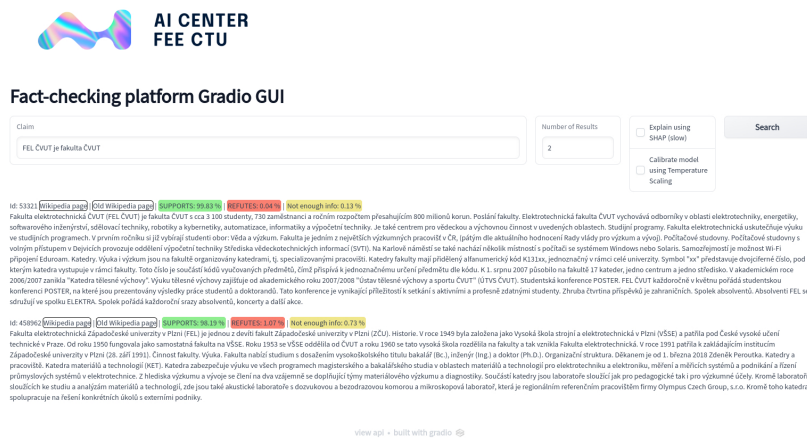 AI CENTER
FEE CTU
Fact-checking platform Gradio GUI
Claim
FEL ČVUT je fakulta ČVUT
Number of Results
2
Explain using
SHAP (slow)
Calibrate model
using Temperature
Scaling
Search
Id: 53321 |Wikipedia page| |Old Wikipedia page| | SUPPORTS: 99.83 % | REFUTES: 0.04 % | Not enough info: 0.13 %
Fakulta elektrotechnická ČVUT (FEL ČVUT) je fakulta ČVUT s cca 3 100 studenty, 730 zaměstnanci a ročním rozpočtem přesahujícím 800 milionů korun. Poslání fakulty. Elektrotechnická fakulta ČVUT vychovává odborníky v oblasti elektrotechniky, energetiky,
softwarového inženýrství, sdělovací techniky, robotiky a kybernetiky, automatizace, informatiky a výpočetní techniky. Je také centrem pro vědeckou a výchovnou činnost v uvedených oblastech. Studijní programy. Fakulta elektrotechnická uskutečňuje výuku
ve studijních programech. V prvním ročníku si již vybírají studenti obor: Věda a výzkum. Fakulta je jedním z největších výzkumných pracovišť v ČR, (pátým dle aktuálního hodnocení Rady vlády pro výzkum a vývoj). Počítačové studovny. Počítačové studovny s
volným přístupem v Dejvicích provozuje oddělení výpočetní techniky Střediska vědeckotechnických informací (SVTI). Na Karlově náměstí se také nachází několik místností s počítači se systémem Windows nebo Solaris. Samozřejmostí je možnost Wi-Fi
připojení Eduroam. Katedry. Výuka i výzkum jsou na fakultě organizovány katedrami, tj. specializovanými pracovišti. Katedry fakulty mají přidělený alfanumerický kód K131xx, jednoznačný v rámci celé univerzity. Symbol "xx" představuje dvojciferné číslo, pod
kterým katedra vystupuje v rámci fakulty. Toto číslo je součástí kódů vyučovaných předmětů, čímž přispívá k jednoznačnému určení předmětu dle kódu. K 1. srpnu 2007 působilo na fakultě 17 kateder, jedno centrum a jedno středisko. V akademickém roce
2006/2007 zanikla "Katedra tělesné výchovy". Výuku tělesné výchovy zajišťuje od akademického roku 2007/2008 "Ústav tělesné výchovy a sportu ČVUT" (ÚTVS ČVUT). Studentská konference POSTER. FEL ČVUT každoročně v květnu pořádá studentskou
konferenci POSTER, na které jsou prezentovány výsledky práce studentů a doktorandů. Tato konference je vynikající příležitostí k setkání s aktivními a profesně zdatnými studenty. Zhruba čtvrtina příspěvků je zahraničních. Spolek absolventů. Absolventi FEL se
sdružují ve spolku ELEKTRA. Spolek pořádá každoroční srazy absolventů, koncerty a další akce.
Id: 458962 |Wikipedia page| |Old Wikipedia page| | SUPPORTS: 98.19 % | REFUTES: 1.07 % | Not enough info: 0.73 %
Fakulta elektrotechnická Západočeské univerzity v Plzni (FEL) je jednou z devíti fakult Západočeské univerzity v Plzni (ZČU). Historie. V roce 1949 byla založena jako Vysoká škola strojní a elektrotechnická v Plzni (VŠSE) a patřila pod České vysoké učení
technické v Praze. Od roku 1950 fungovala jako samostatná fakulta na VŠSE. Roku 1953 se VŠSE oddělila od ČVUT a roku 1960 se tato vysoká škola rozdělila na fakulty a tak vznikla Fakulta elektrotechnická. V roce 1991 patřila k zakládajícím institucím
Západočeské univerzity v Plzni (28. září 1991). Činnost fakulty. Výuka. Fakulta nabízí studium s dosažením vysokoškolského titulu bakalář (Bc.), inženýr (Ing.) a doktor (Ph.D.). Organizační struktura. Děkanem je od 1. března 2018 Zdeněk Peroutka. Katedry a
pracoviště. Katedra materiálů a technologií (KET). Katedra zabezpečuje výuku ve všech programech magisterského a bakalářského studia v oblastech materiálů a technologií pro elektrotechniku a elektroniku, měření a měřicích systémů a podnikání a řízení
průmyslových systémů v elektrotechnice. Z hlediska výzkumu a vývoje se člení na dva vzájemně se doplňující týmy materiálového výzkumu a diagnostiky. Součástí katedry jsou laboratoře sloužící jak pro pedagogické tak i pro výzkumné účely. Kromě laboratoří
sloužících ke studiu a analýzám materiálů a technologií, zde jsou také akustické laboratoře s dozvukovou a bezodrazovou komorou a mikroskopová laboratoř, která je regionálním referenčním pracovištěm firmy Olympus Czech Group, s.r.o. Kromě toho katedra
spolupracuje na řešení konkrétních úkolů s externími podniky.
view api • built with gradio